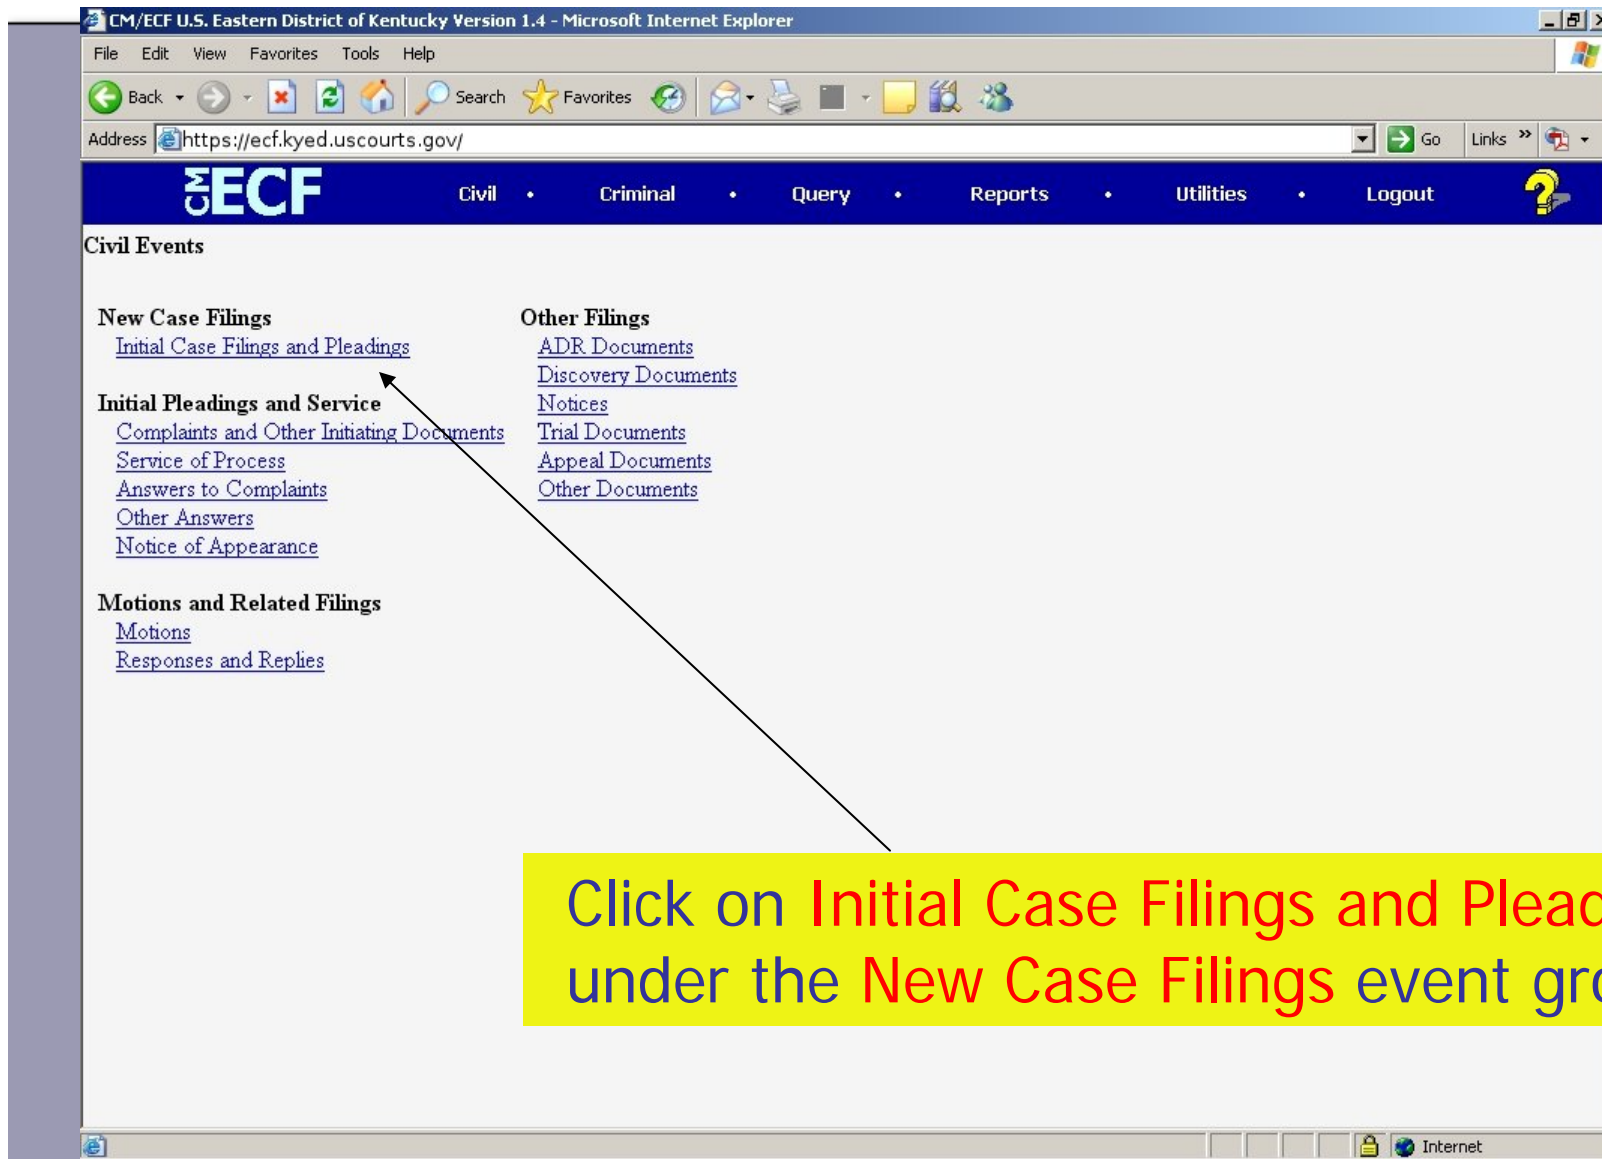 CM/ECF U.S. Eastern District of Kentucky Version 1.4 - Microsoft Internet Explorer
File Edit View Favorites Tools Help
Back Search Favorites
Address https://ecf.kyed.uscourts.gov/ Go Links »
CM ECF Civil • Criminal • Query • Reports • Utilities • Logout ?
Civil Events
New Case Filings
Initial Case Filings and Pleadings
Initial Pleadings and Service
Complaints and Other Initiating Documents
Service of Process
Answers to Complaints
Other Answers
Notice of Appearance
Motions and Related Filings
Motions
Responses and Replies
Other Filings
ADR Documents
Discovery Documents
Notices
Trial Documents
Appeal Documents
Other Documents
Click on Initial Case Filings and
under the New Case Filings event
Internet